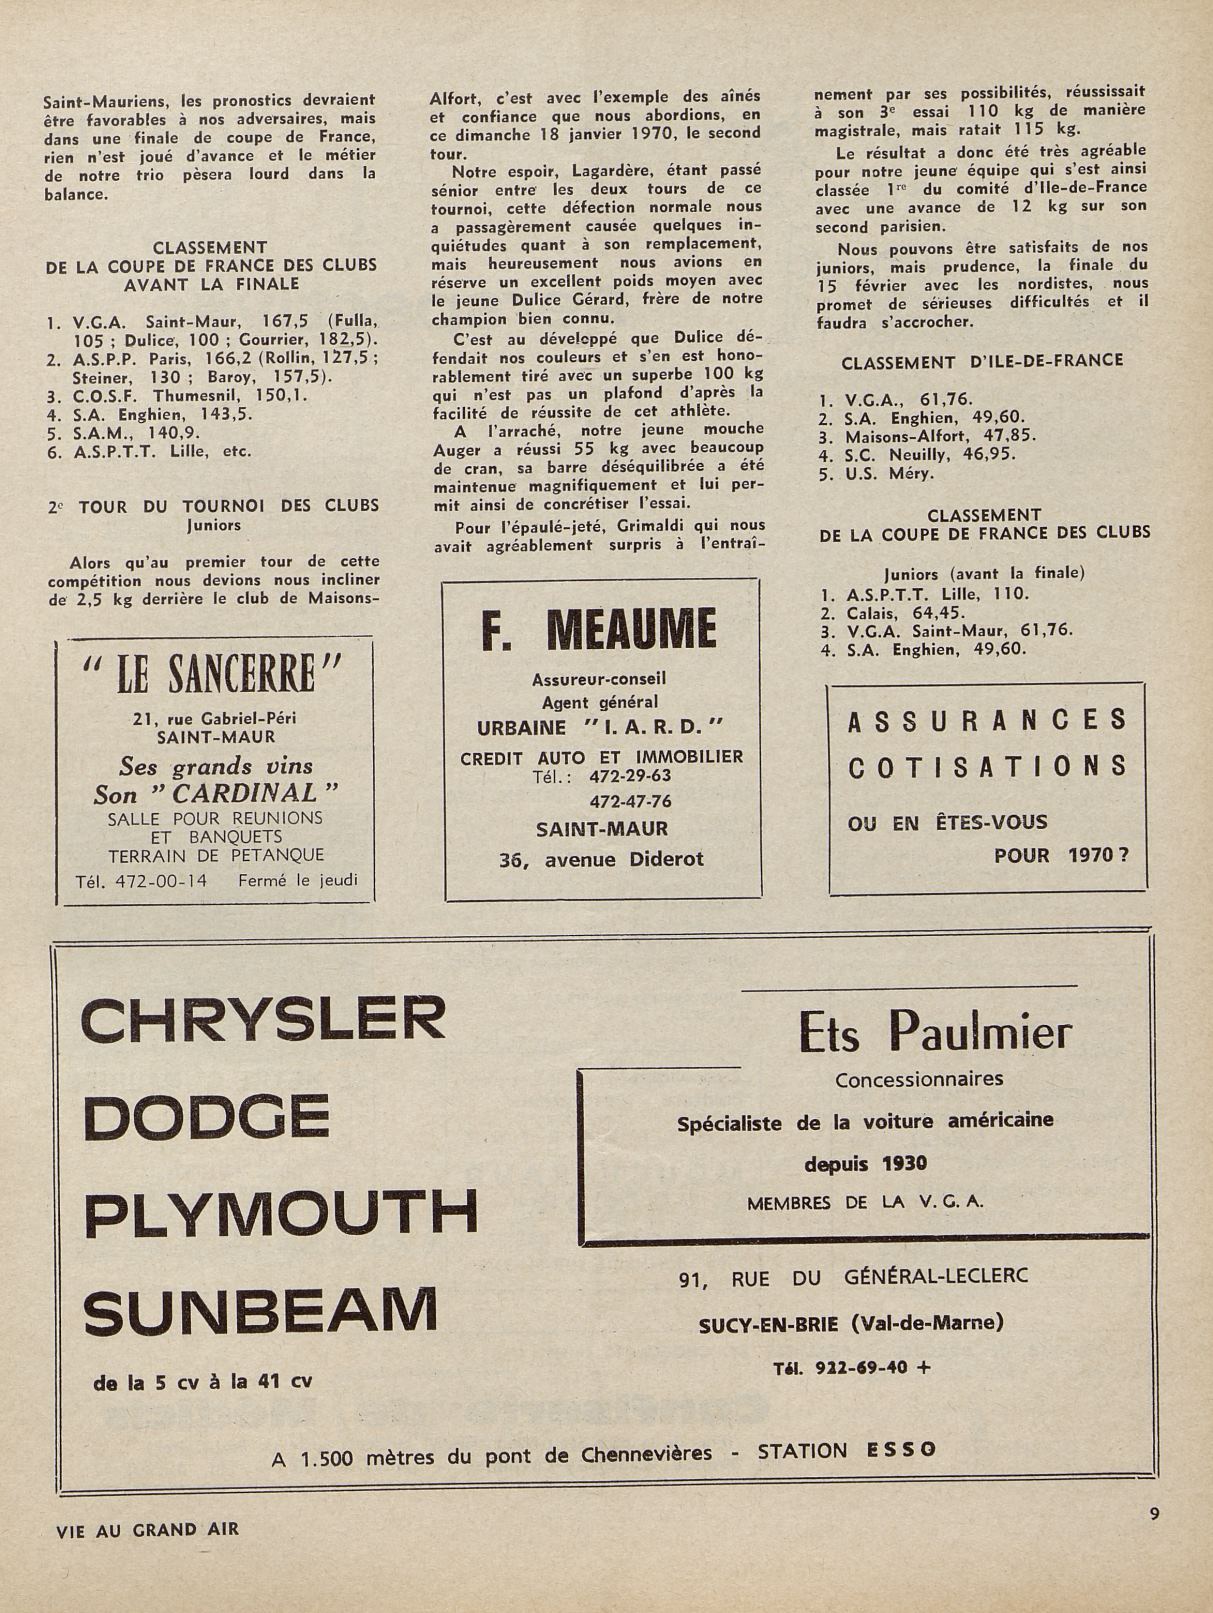 Saint-Mauriens, les pronostics devraient
être favorables à nos adversaires, mais
dans une finale de coupe de France,
rien n'est joué d'avance et le métier
de notre trio pèsera lourd dans la
balance.
CLASSEMENT
DE LA COUPE DE FRANCE DES CLUBS
AVANT LA FINALE
1. V.G.A. Saint-Maur, 167,5 (Fulla,
105 ; Dulice, 100 ; Gourrier, 182,5).
2. A.S.P.P. Paris, 166,2 (Rollin, 127,5 ;
Steiner, 130 ; Baroy, 157,5).
3. C.O.S.F. Thumesnil, 150,1.
4. S.A. Enghien, 143,5.
5. S.A.M., 140,9.
6. A.S.P.T.T. Lille, etc.
2e TOUR DU TOURNOI DES CLUBS
Juniors
Alors qu'au premier tour de cette
compétition nous devions nous incliner
de 2,5 kg derrière le club de Maisons-
Alfort, c'est avec l'exemple des aînés
et confiance que nous abordions, en
ce dimanche 18 janvier 1970, le second
tour.
Notre espoir, Lagardère, étant passé
sénior entre les deux tours de ce
tournoi, cette défection normale nous
a passagèrement causée quelques in-
quiétudes quant à son remplacement,
mais heureusement nous avions en
réserve un excellent poids moyen avec
le jeune Dulice Gérard, frère de notre
champion bien connu.
C'est au développé que Dulice dé-
fendait nos couleurs et s'en est hono-
rablement tiré avec un superbe 100 kg
qui n'est pas un plafond d'après la
facilité de réussite de cet athlète.
A l'arraché, notre jeune mouche
Auger a réussi 55 kg avec beaucoup
de cran, sa barre déséquilibrée a été
maintenue magnifiquement et lui per-
mit ainsi de concrétiser l'essai.
Pour l'épaulé-jeté, Grimaldi qui nous
avait agréablement surpris à l'entraî-
nement par ses possibilités, réussissait
à son 3e essai 110 kg de manière
magistrale, mais ratait 115 kg.
Le résultat a donc été très agréable
pour notre jeune équipe qui s'est ainsi
classée 1re du comité d'Ile-de-France
avec une avance de 12 kg sur son
second parisien.
Nous pouvons être satisfaits de nos
juniors, mais prudence, la finale du
15 février avec les nordistes, nous
promet de sérieuses difficultés et il
faudra s'accrocher.
CLASSEMENT D'ILE-DE-FRANCE
1. V.G.A., 61,76.
2. S.A. Enghien, 49,60.
3. Maisons-Alfort, 47,85.
4. S.C. Neuilly, 46,95.
5. U.S. Méry.
CLASSEMENT
DE LA COUPE DE FRANCE DES CLUBS
Juniors (avant la finale)
1. A.S.P.T.T. Lille, 110.
2. Calais, 64,45.
3. V.G.A. Saint-Maur, 61,76.
4. S.A. Enghien, 49,60.
" LE SANCERRE "
21, rue Gabriel-Péri
SAINT-MAUR
Ses grands vins
Son " CARDINAL "
SALLE POUR REUNIONS
ET BANQUETS
TERRAIN DE PETANQUE
Tél. 472-00-14 Fermé le jeudi
F. MEAUME
Assureur-conseil
Agent général
URBAINE " I. A. R. D. "
CREDIT AUTO ET IMMOBILIER
Tél. : 472-29-63
472-47-76
SAINT-MAUR
36, avenue Diderot
ASSURANCES
COTISATIONS
OU EN ÊTES-VOUS
POUR 1970 ?
CHRYSLER
DODGE
PLYMOUTH
SUNBEAM
de la 5 cv à la 41 cv
Ets Paulmier
Concessionnaires
Spécialiste de la voiture américaine
depuis 1930
MEMBRES DE LA V. G. A.
91, RUE DU GÉNÉRAL-LECLERC
SUCY-EN-BRIE (Val-de-Marne)
Tél. 922-69-40 +
A 1.500 mètres du pont de Chennevières - STATION ESSO
VIE AU GRAND AIR
9